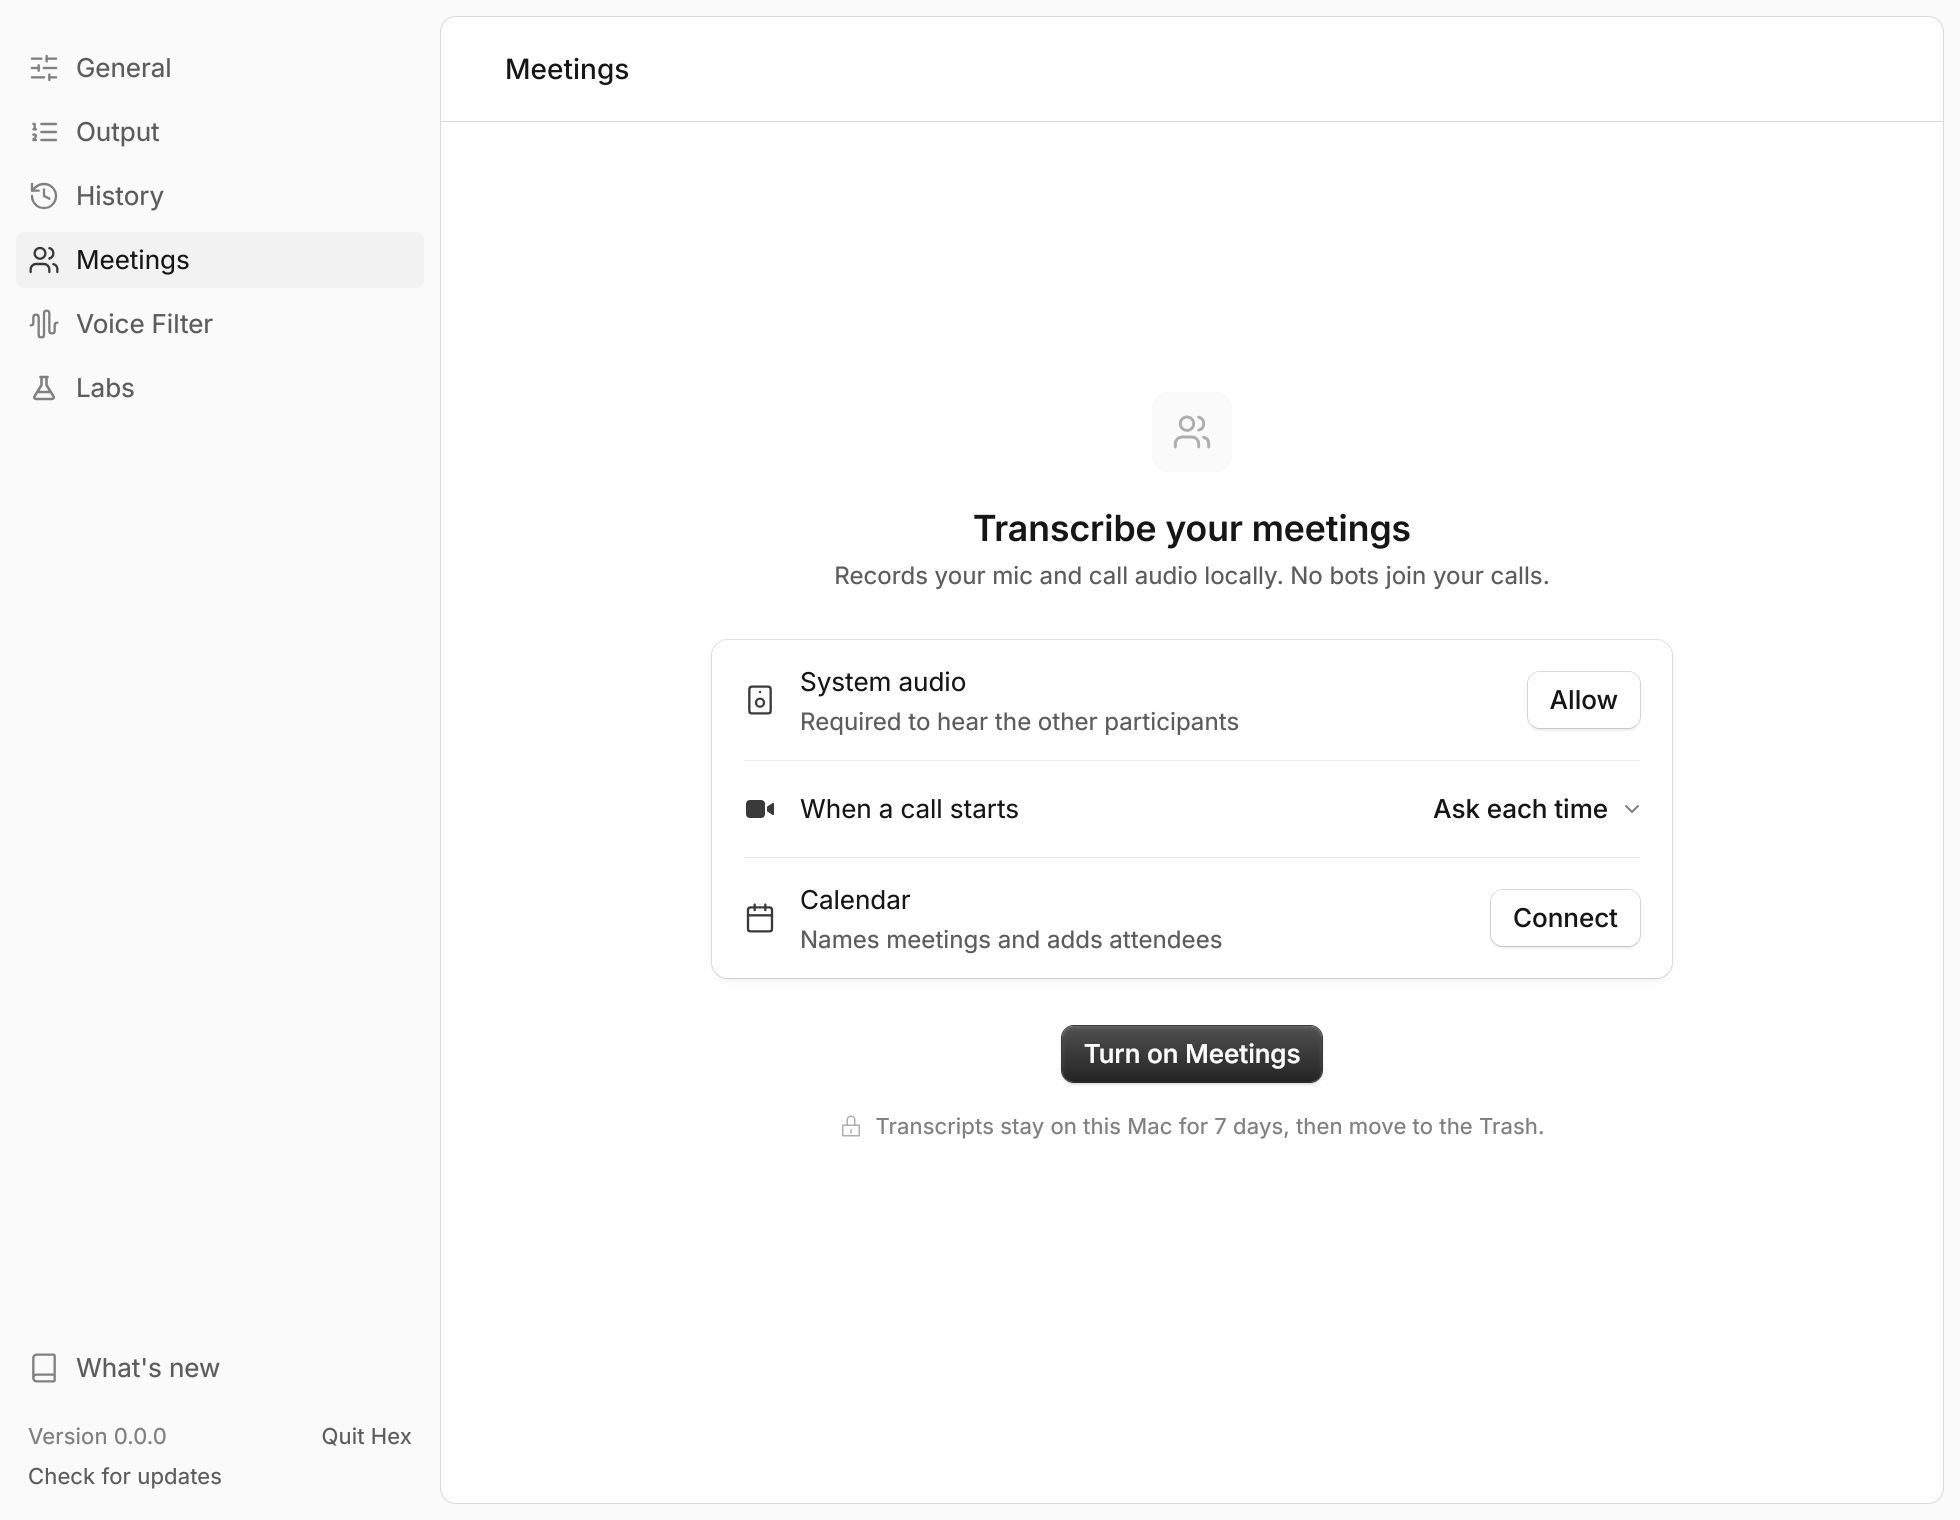 General
Output
History
Meetings
Voice Filter
Labs
What's new
Version 0.0.0
Quit Hex
Check for updates
Meetings
Transcribe your meetings
Records your mic and call audio locally. No bots join your calls.
System audio
Required to hear the other participants
Allow
When a call starts
Ask each time
Calendar
Names meetings and adds attendees
Connect
Turn on Meetings
Transcripts stay on this Mac for 7 days, then move to the Trash.